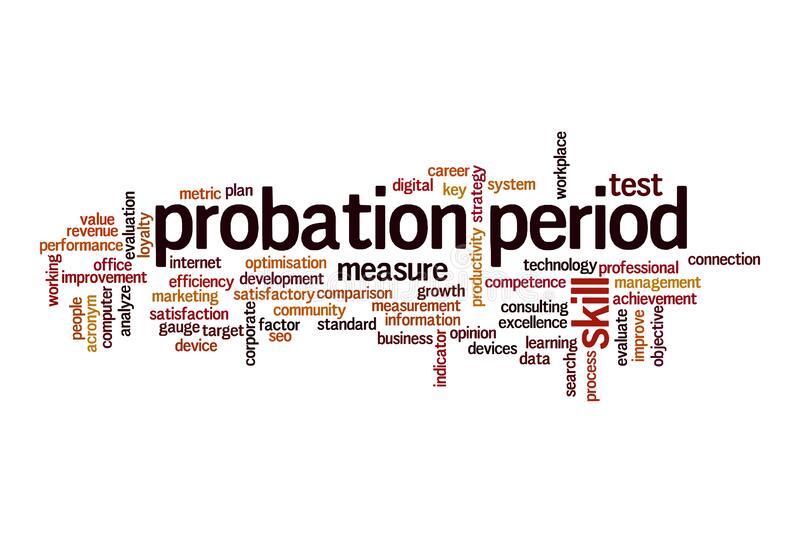 workplace
career
digital
key
strategy
system
test
metric
plan
probation period
value
revenue
performance
evaluation
loyalty
working
office
improvement
internet
optimisation
measure
productivity
technology
professional
connection
efficiency
development
growth
competence
skill
management
marketing
satisfactory
comparison
achievement
people
acronym
computer
analyze
satisfaction
community
measurement
information
consulting
excellence
gauge
target
corporate
factor
standard
device
seo
business
indicator
opinion
devices
learning
data
search
process
evaluate
improve
objective